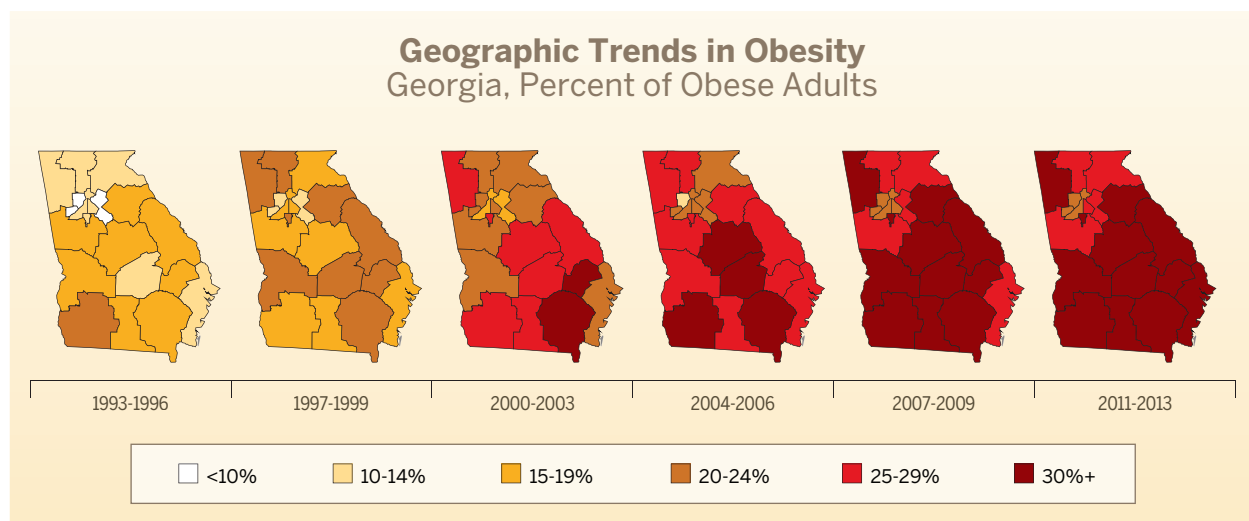 Geographic Trends in Obesity
Georgia, Percent of Obese Adults
1993-1996 1997-1999 2000-2003 2004-2006 2007-2009 2011-2013
<10% 10-14% 15-19% 20-24% 25-29% 30%+